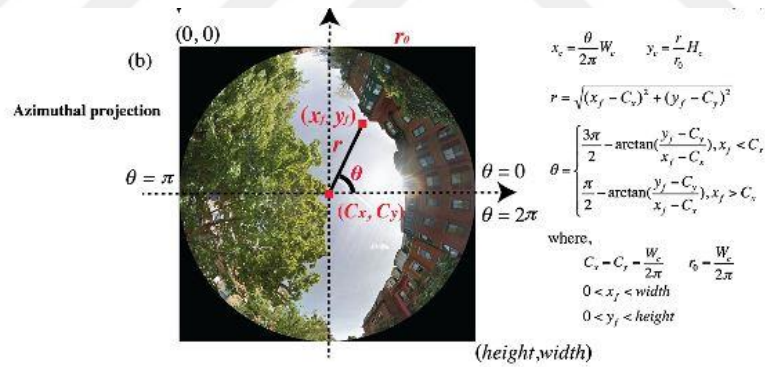 (0, 0)
r₀
(b)
Azimuthal projection
(x_f, y_f)
r
θ
θ = π
θ = 0
θ = 2π
(Cx, Cy)
(height,width)
x_c = θ/2π W_c   y_c = r/r₀ H_c
r = √((x_f − C_x)² + (y_f − C_y)²)
θ = { 3π/2 − arctan((y_f − C_y)/(x_f − C_x)), x_f < C_x
π/2 − arctan((y_f − C_y)/(x_f − C_x)), x_f > C_x
where,
C_x = C_y = W_c/2π   r₀ = W_c/2π
0 < x_f < width
0 < y_f < height